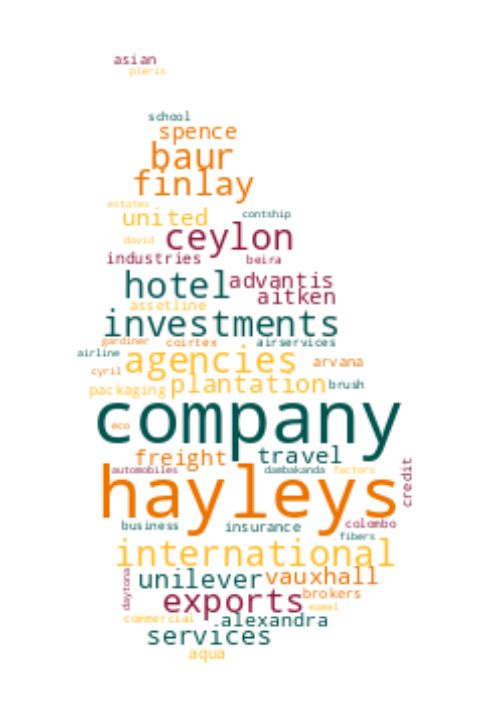 asian
pieris
school
spence
baur
finlay
estates
united contship
david ceylon
industries beira
hotel advantis
assetline aitken
investments
gardiner coirtex airservices
airline agencies arvana
cyril
packaging plantation brush
company
eco
freight travel
automobiles dambakanda factors credit
hayleys
business insurance colombo
fibers
international
daytona unilever vauxhall
exports brokers
mamel
commercial .alexandra
services
aqua